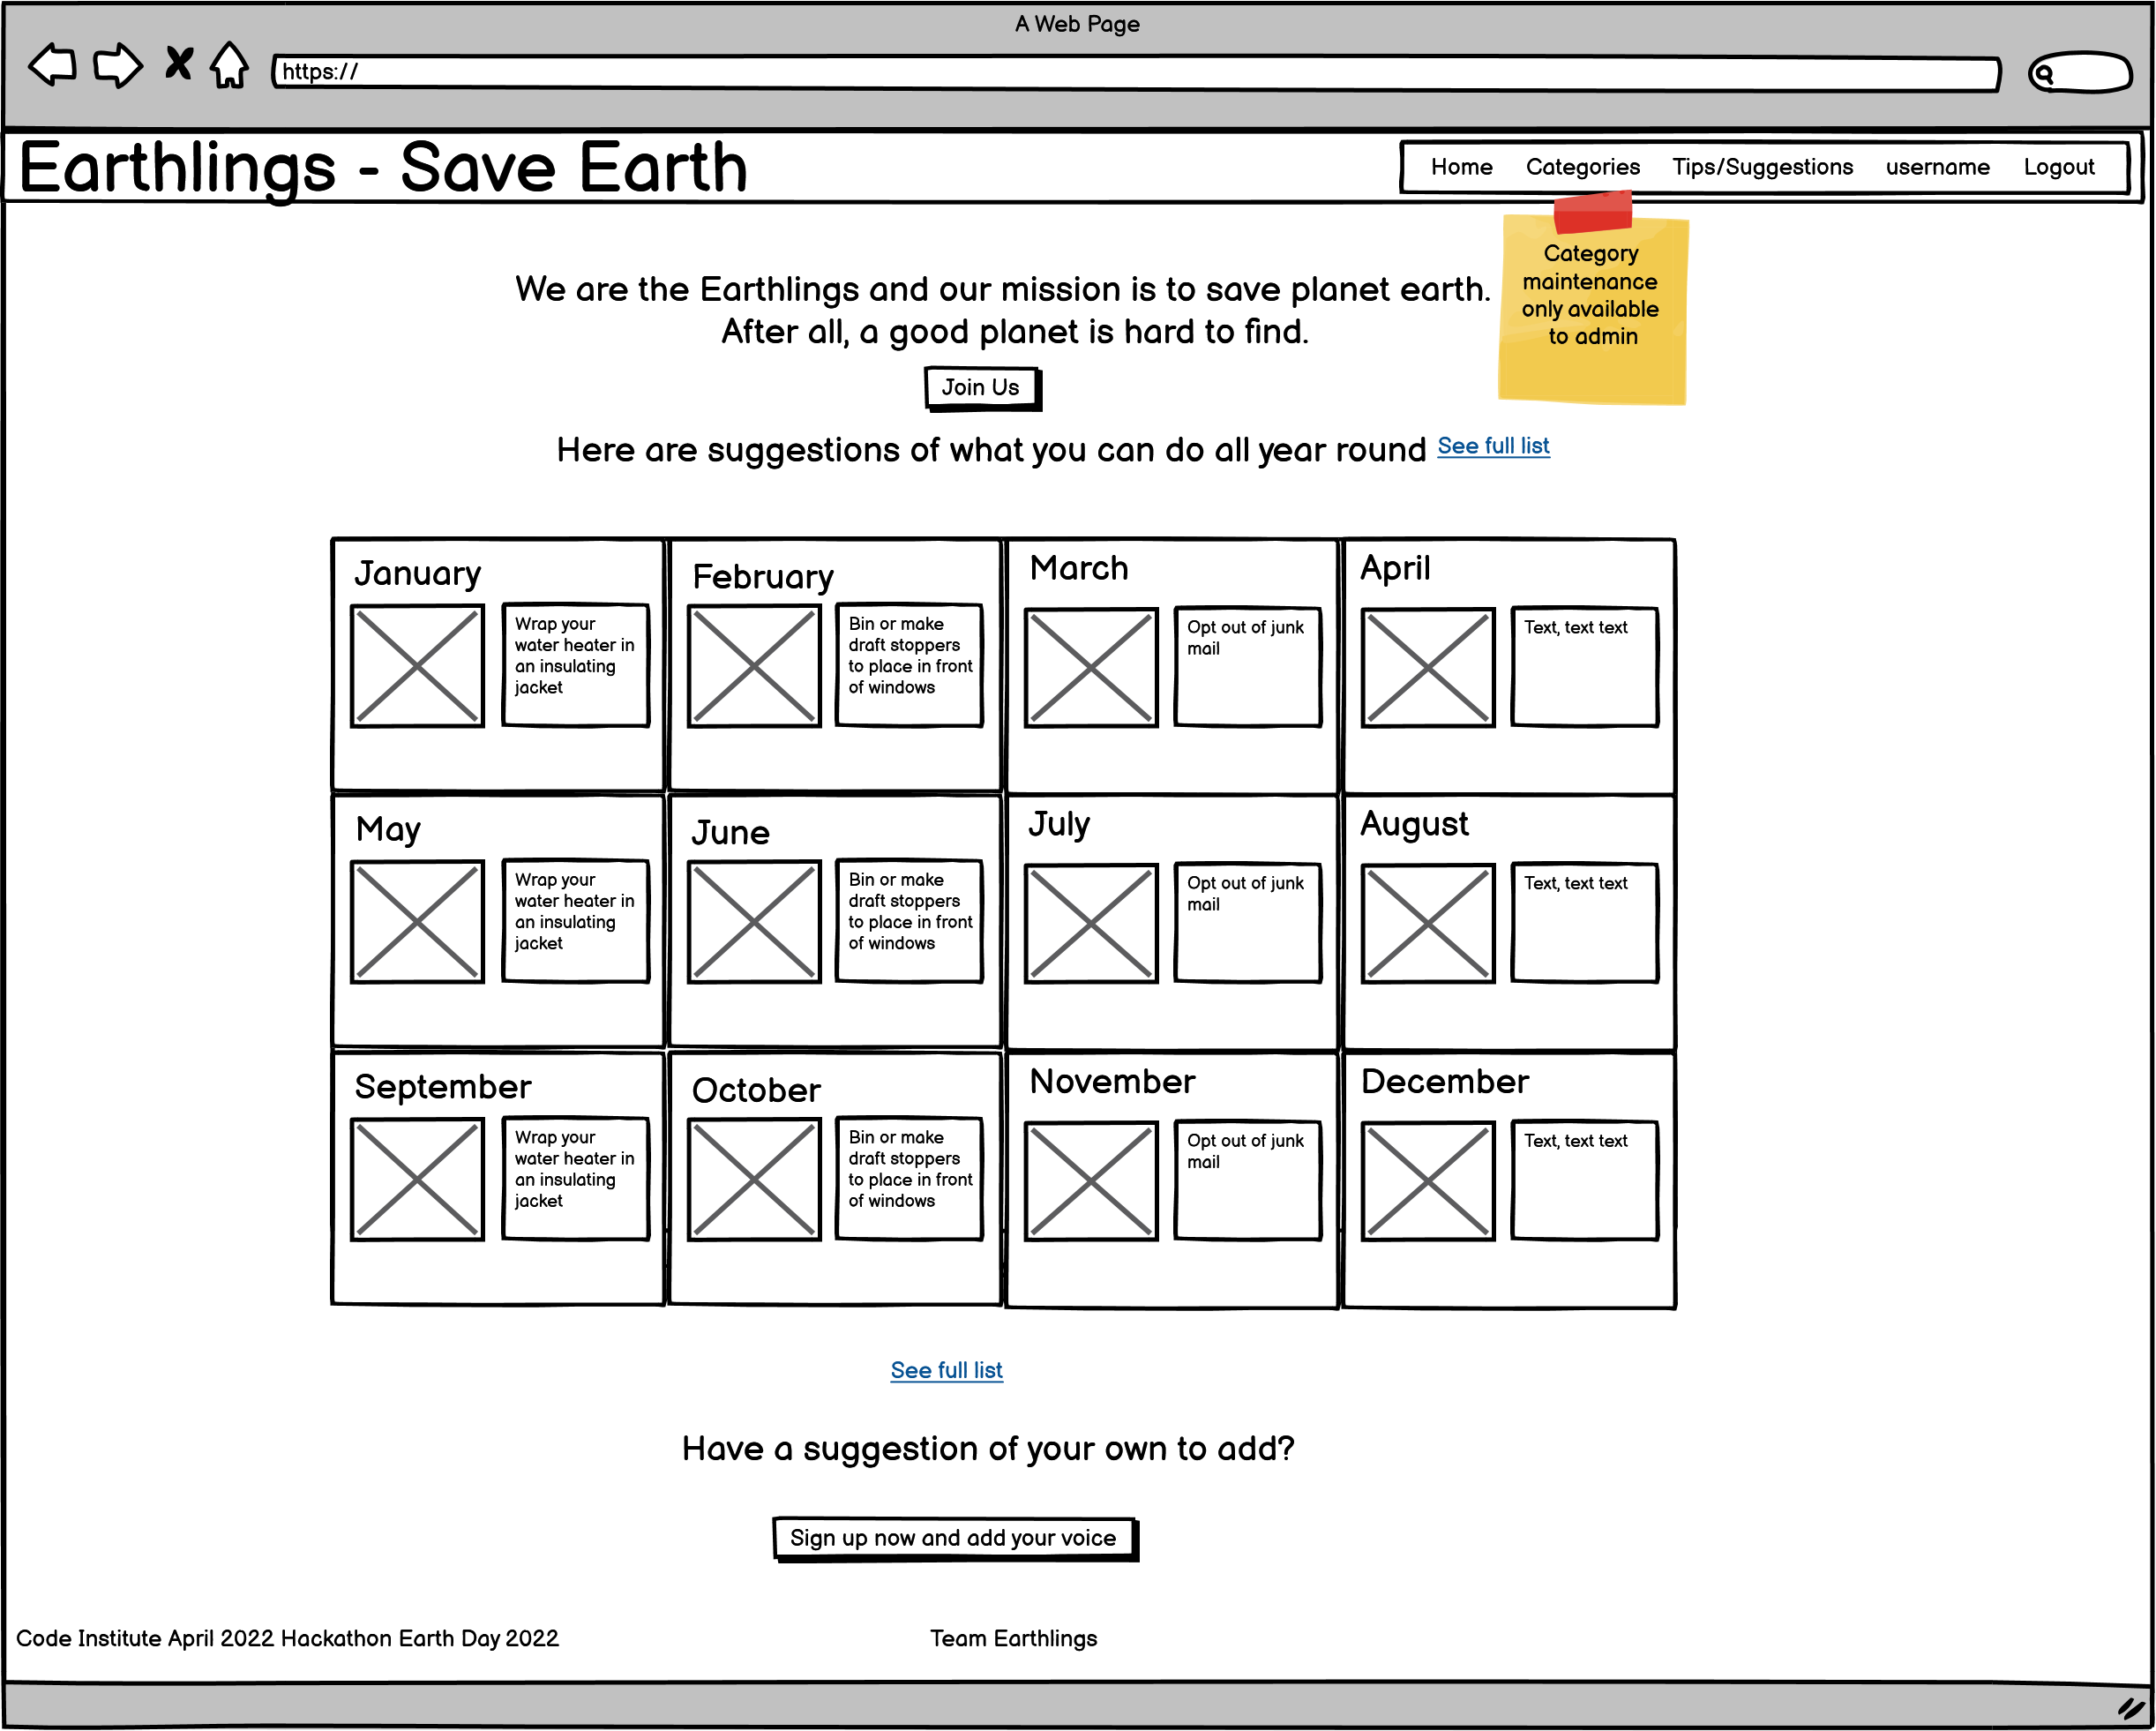 A Web Page
https://
Earthlings - Save Earth
Home Categories Tips/Suggestions username Logout
Category
maintenance
only available
to admin
We are the Earthlings and our mission is to save planet earth.
After all, a good planet is hard to find.
Join Us
Here are suggestions of what you can do all year round See full list
January
Wrap your
water heater in
an insulating
jacket
February
Bin or make
draft stoppers
to place in front
of windows
March
Opt out of junk
mail
April
Text, text text
May
Wrap your
water heater in
an insulating
jacket
June
Bin or make
draft stoppers
to place in front
of windows
July
Opt out of junk
mail
August
Text, text text
September
Wrap your
water heater in
an insulating
jacket
October
Bin or make
draft stoppers
to place in front
of windows
November
Opt out of junk
mail
December
Text, text text
See full list
Have a suggestion of your own to add?
Sign up now and add your voice
Code Institute April 2022 Hackathon Earth Day 2022
Team Earthlings